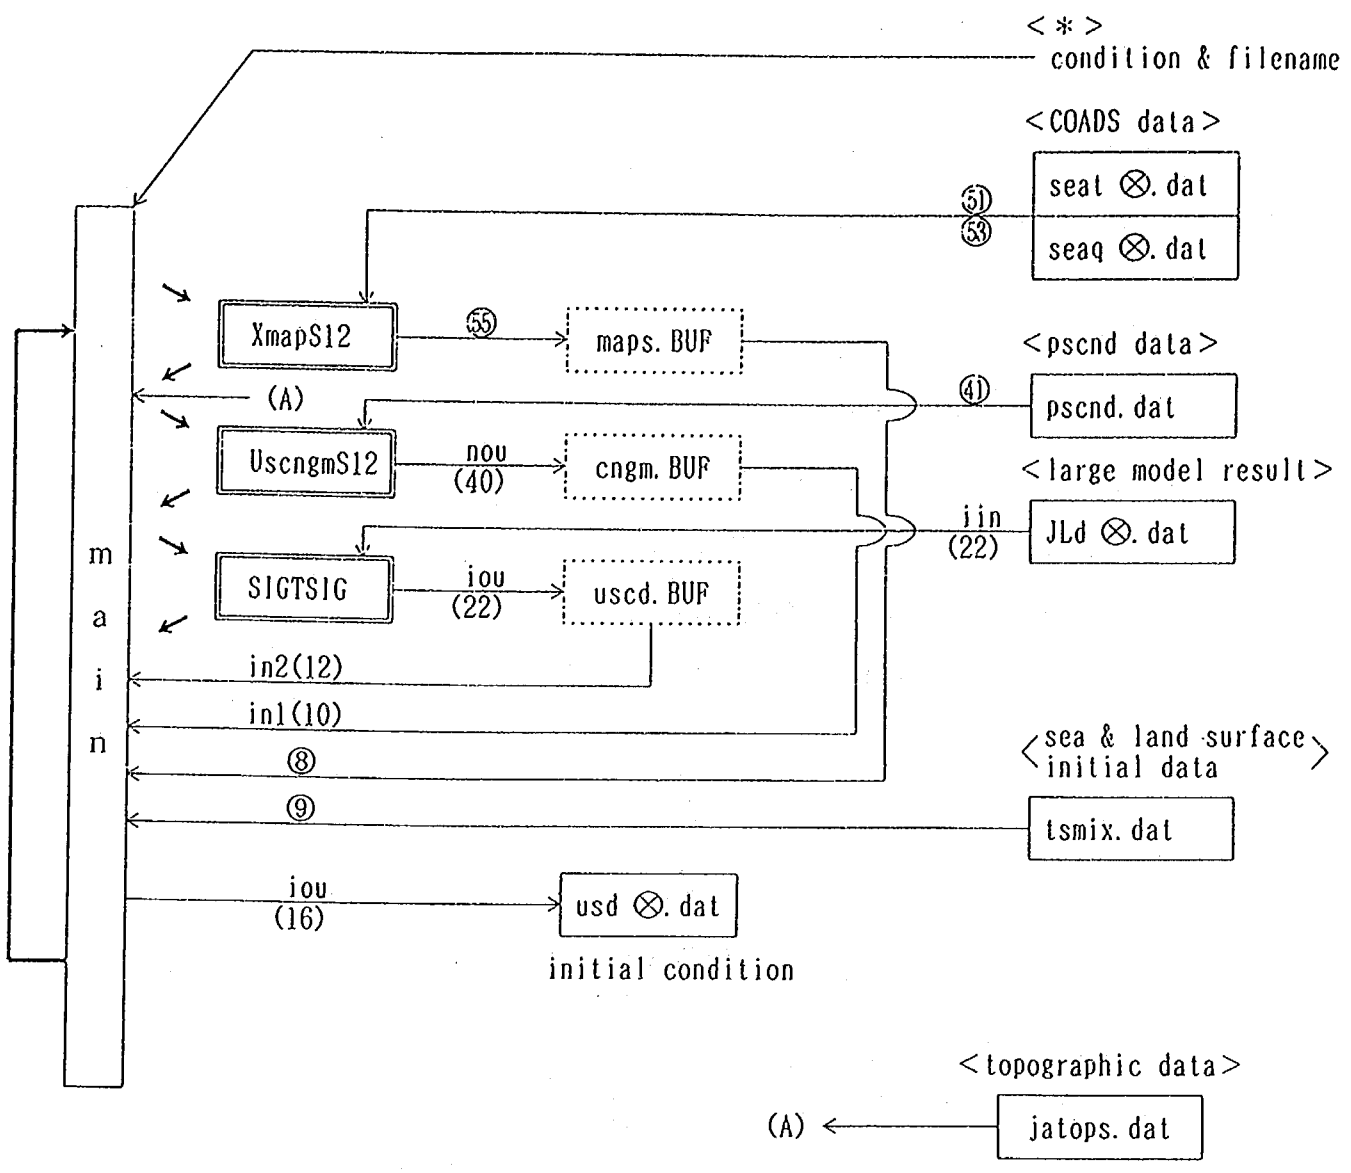 <*>
condition & filename
<COADS data>
seat ⊗.dat
51
53
seaq ⊗.dat
XmapS12
55
maps.BUF
<pscnd data>
(A)
41
pscnd.dat
UscngmS12
nou
(40)
cngm.BUF
<large model result>
iin
(22)
JLd ⊗.dat
SIGTSIG
iou
(22)
uscd.BUF
main
in2(12)
in1(10)
⑧
<sea & land surface
initial data>
⑨
tsmix.dat
iou
(16)
usd ⊗.dat
initial condition
<topographic data>
(A)
jatops.dat